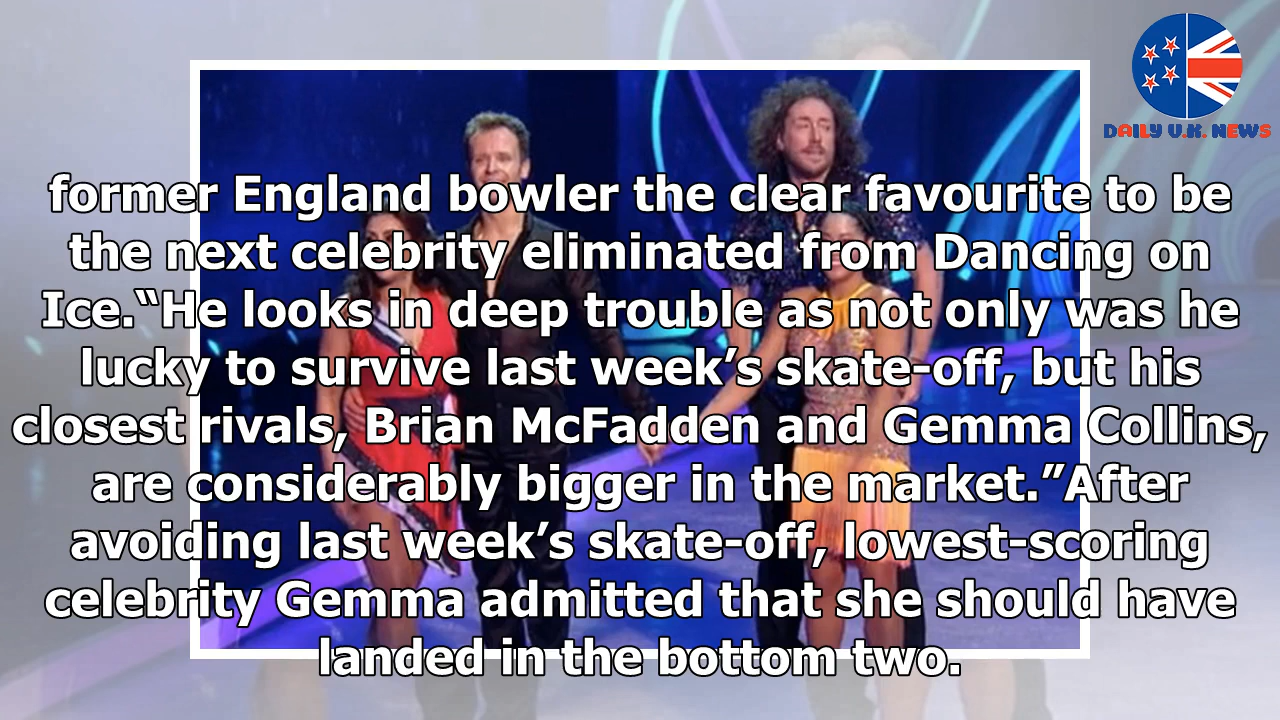 DAILY U.K. NEWS
former England bowler the clear favourite to be
the next celebrity eliminated from Dancing on
Ice.“He looks in deep trouble as not only was he
lucky to survive last week’s skate-off, but his
closest rivals, Brian McFadden and Gemma Collins,
are considerably bigger in the market.”After
avoiding last week’s skate-off, lowest-scoring
celebrity Gemma admitted that she should have
landed in the bottom two.